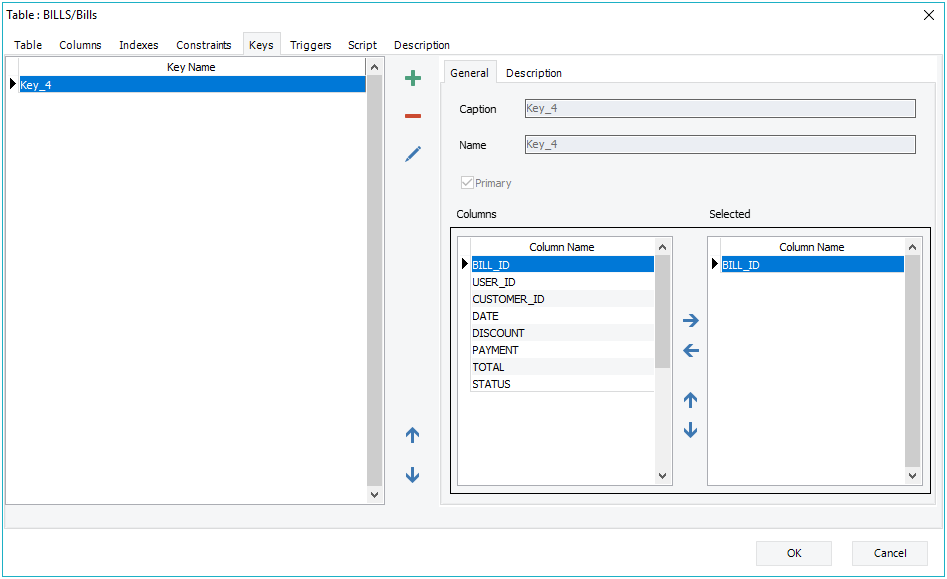 Table : BILLS/Bills
Table Columns Indexes Constraints Keys Triggers Script Description
Key Name
Key_4
General Description
Caption Key_4
Name Key_4
Primary
Columns Selected
Column Name Column Name
BILL_ID BILL_ID
USER_ID
CUSTOMER_ID
DATE
DISCOUNT
PAYMENT
TOTAL
STATUS
OK Cancel